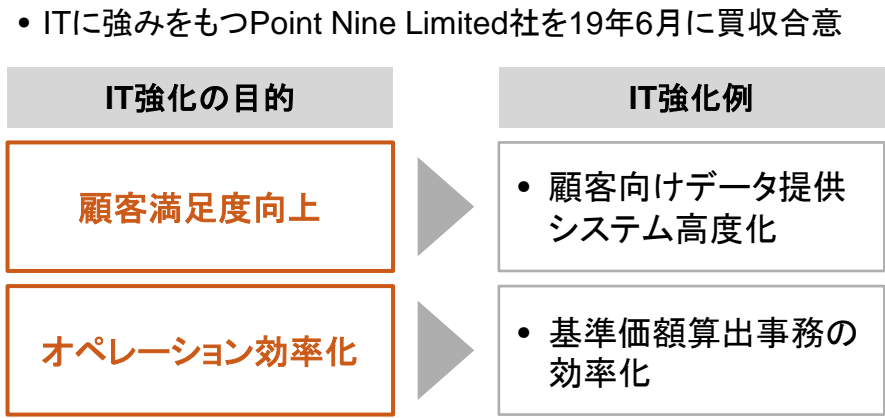 • ITに強みをもつPoint Nine Limited社を19年6月に買収合意
IT強化の目的
IT強化例
顧客満足度向上
• 顧客向けデータ提供
システム高度化
オペレーション効率化
• 基準価額算出事務の
効率化